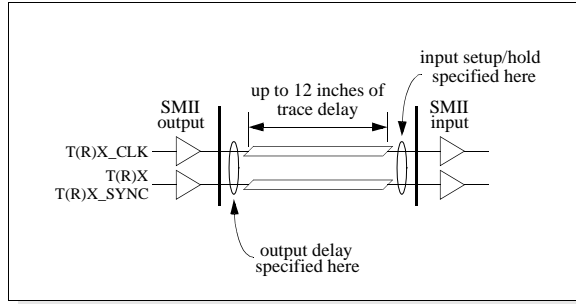 input setup/hold
specified here
up to 12 inches of
trace delay
SMII
output
SMII
input
T(R)X_CLK
T(R)X
T(R)X_SYNC
output delay
specified here